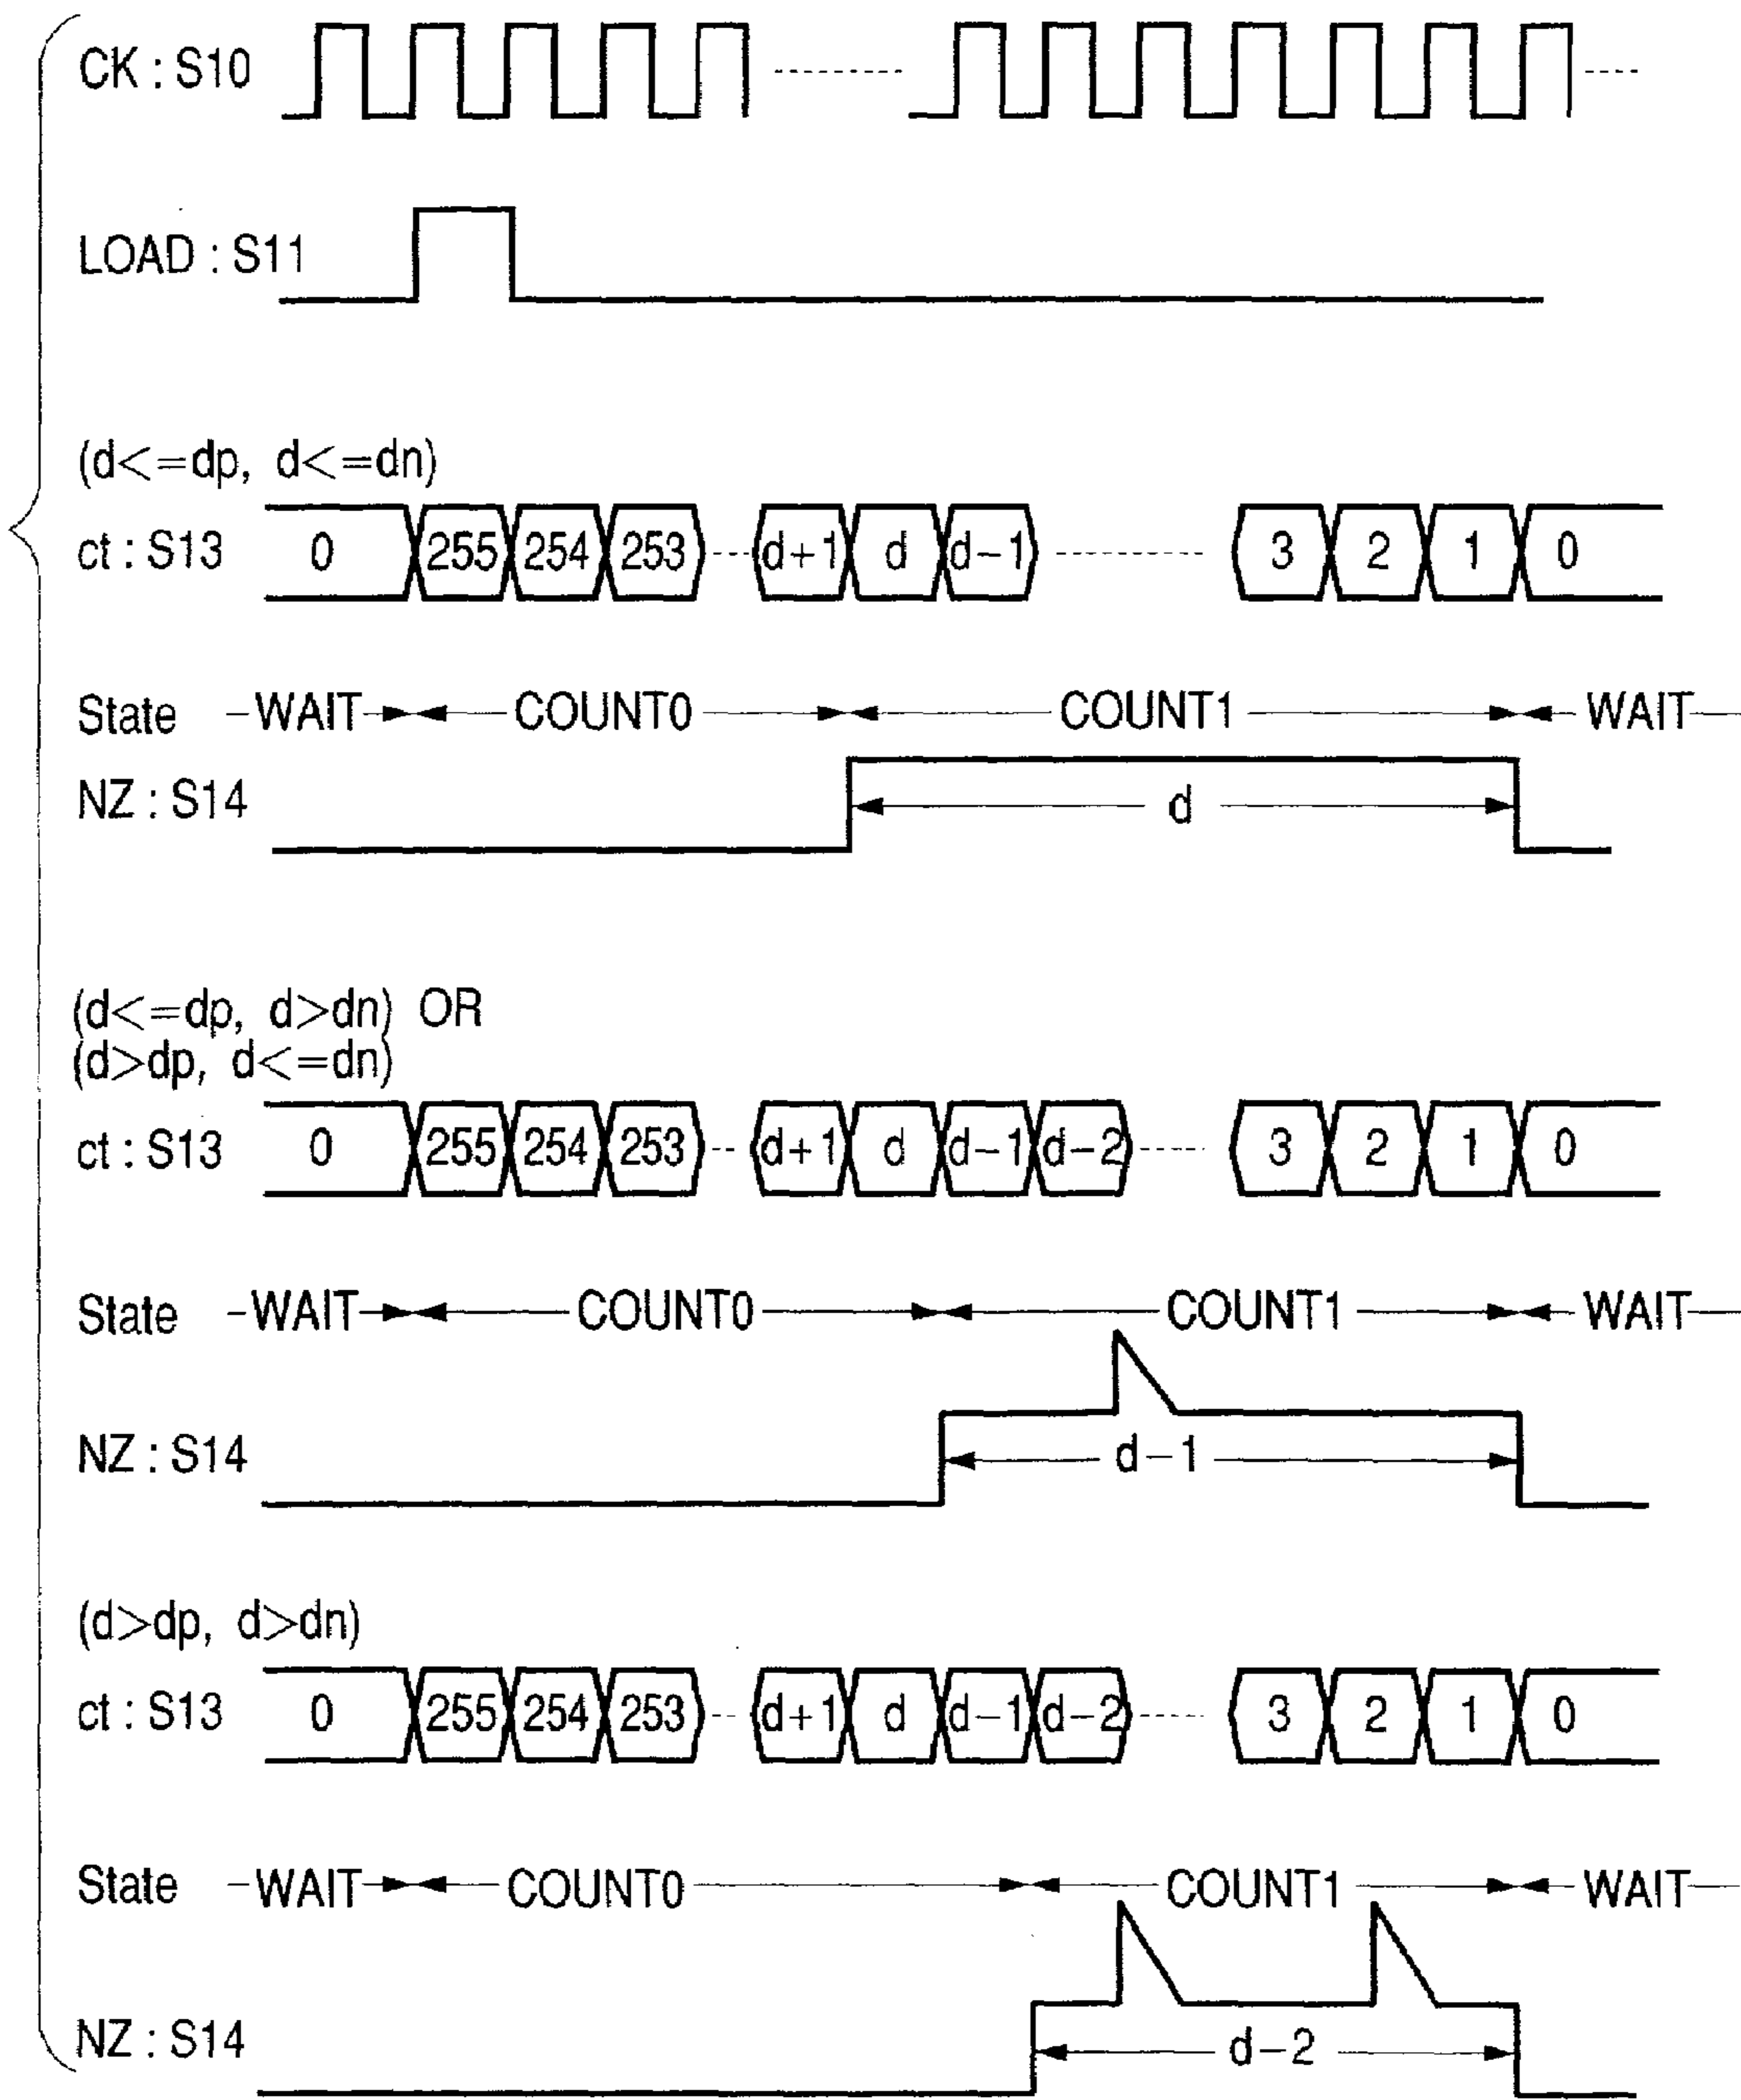 CK : S10
LOAD : S11
(d<=dp, d<=dn)
ct : S13 0 255 254 253 d+1 d d−1 3 2 1 0
State WAIT COUNT0 COUNT1 WAIT
NZ : S14 d
(d<=dp, d>dn) OR
(d>dp, d<=dn)
ct : S13 0 255 254 253 d+1 d d−1 d−2 3 2 1 0
State WAIT COUNT0 COUNT1 WAIT
NZ : S14 d−1
(d>dp, d>dn)
ct : S13 0 255 254 253 d+1 d d−1 d−2 3 2 1 0
State WAIT COUNT0 COUNT1 WAIT
NZ : S14 d−2